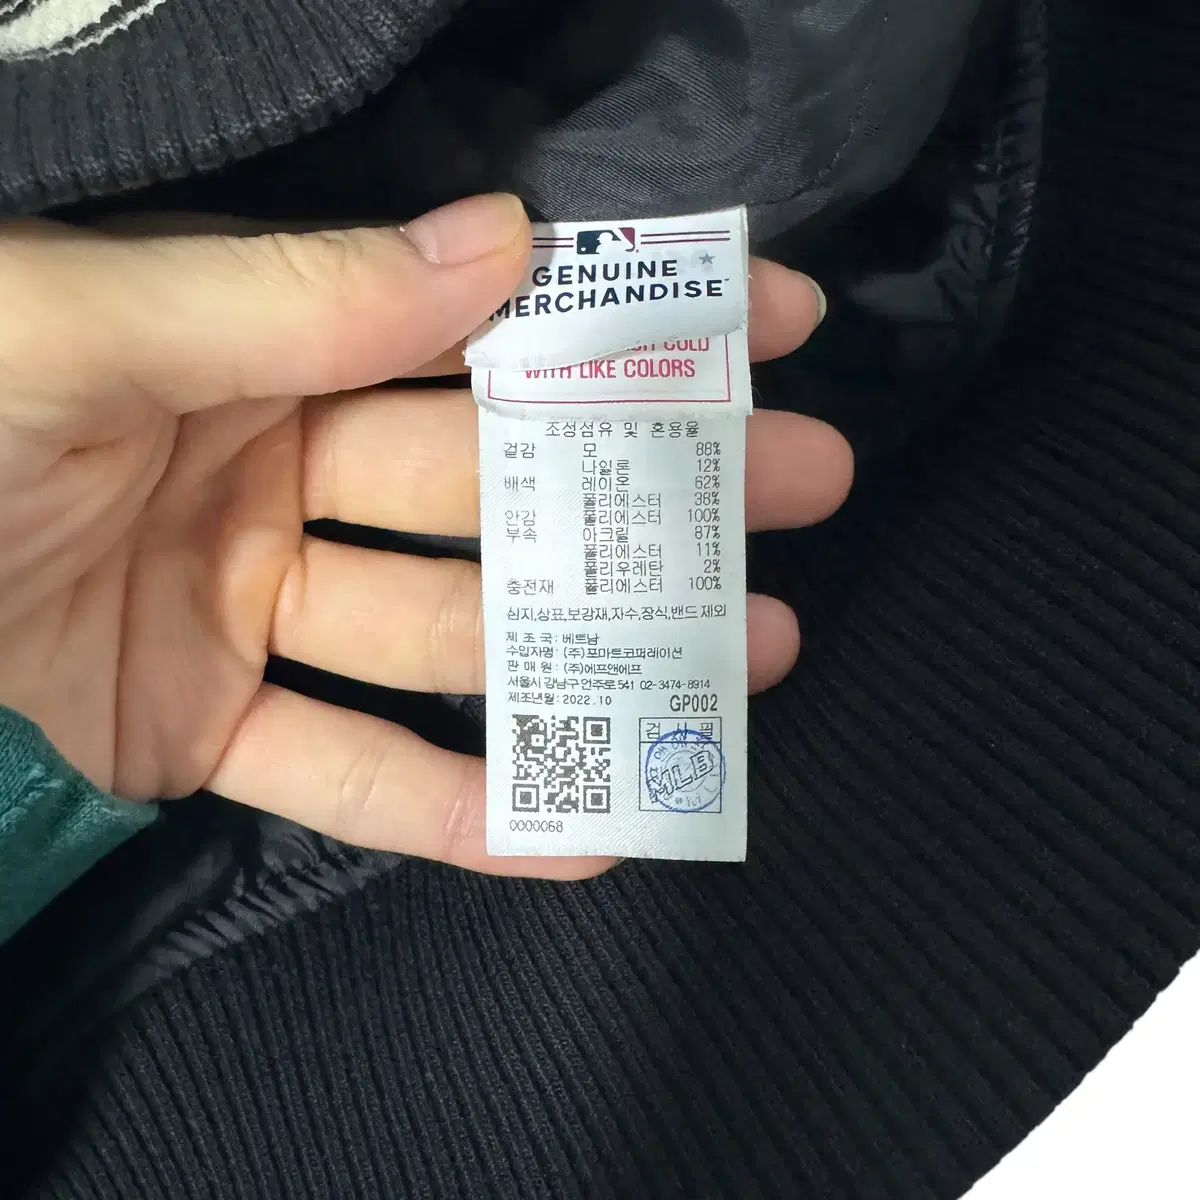 GENUINE
MERCHANDISE
COLD
WITH LIKE COLORS
조성섬유 및 혼용율
겉감 모 88%
나일론 12%
배색 레이온 62%
폴리에스터 38%
안감 폴리에스터 100%
부속 아크릴 87%
폴리에스터 11%
폴리우레탄 2%
충전재 폴리에스터 100%
심지,상표,보강재,자수,장식,밴드 제외
제 조 국: 베트남
수입자명: (주)포마트코퍼레이션
판 매 원: (주)에프앤에프
서울시 강남구 언주로 541 02-3474-8914
제조년월: 2022.10 GP002
검 사 필
MLB
0000068